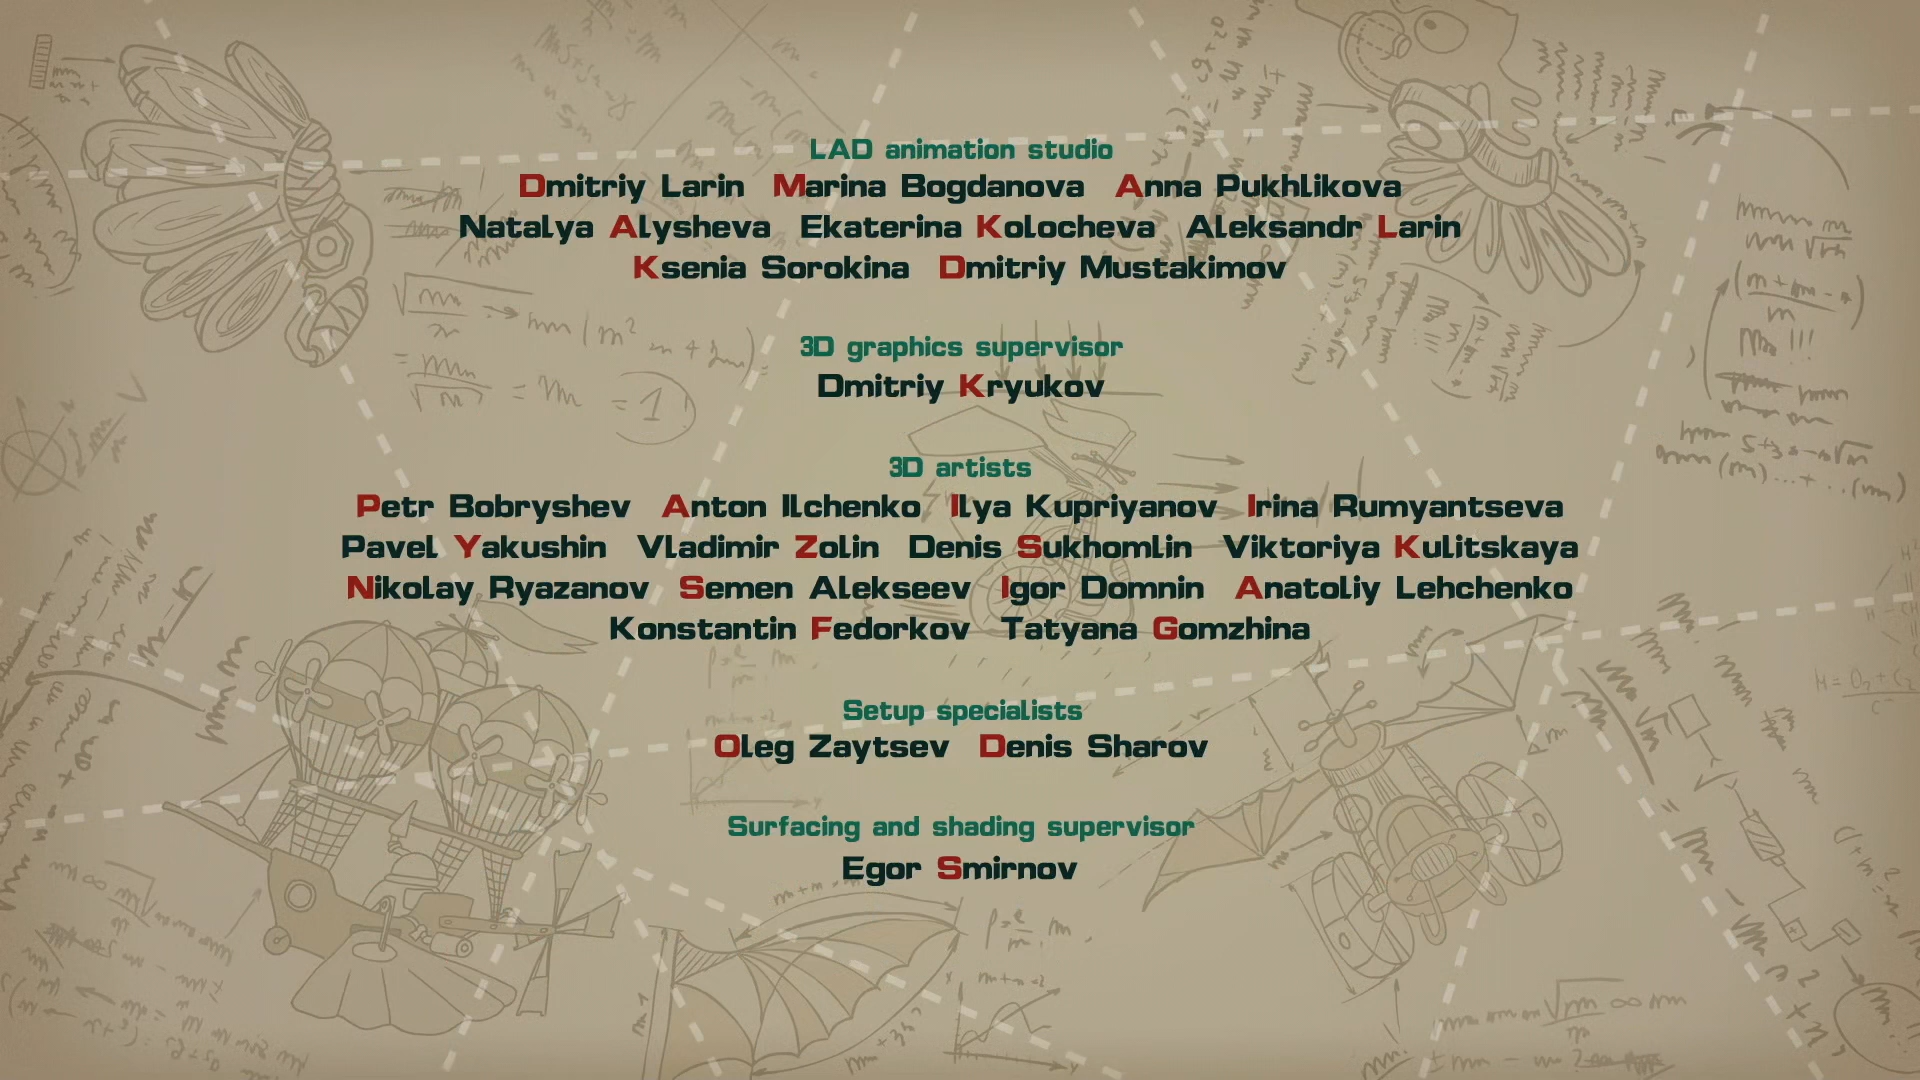 LAD animation studio
Dmitriy Larin Marina Bogdanova Anna Pukhlikova
Natalya Alysheva Ekaterina Kolocheva Aleksandr Larin
Ksenia Sorokina Dmitriy Mustakimov
3D graphics supervisor
Dmitriy Kryukov
3D artists
Petr Bobryshev Anton Ilchenko Ilya Kupriyanov Irina Rumyantseva
Pavel Yakushin Vladimir Zolin Denis Sukhomlin Viktoriya Kulitskaya
Nikolay Ryazanov Semen Alekseev Igor Domnin Anatoliy Lehchenko
Konstantin Fedorkov Tatyana Gomzhina
Setup specialists
Oleg Zaytsev Denis Sharov
Surfacing and shading supervisor
Egor Smirnov